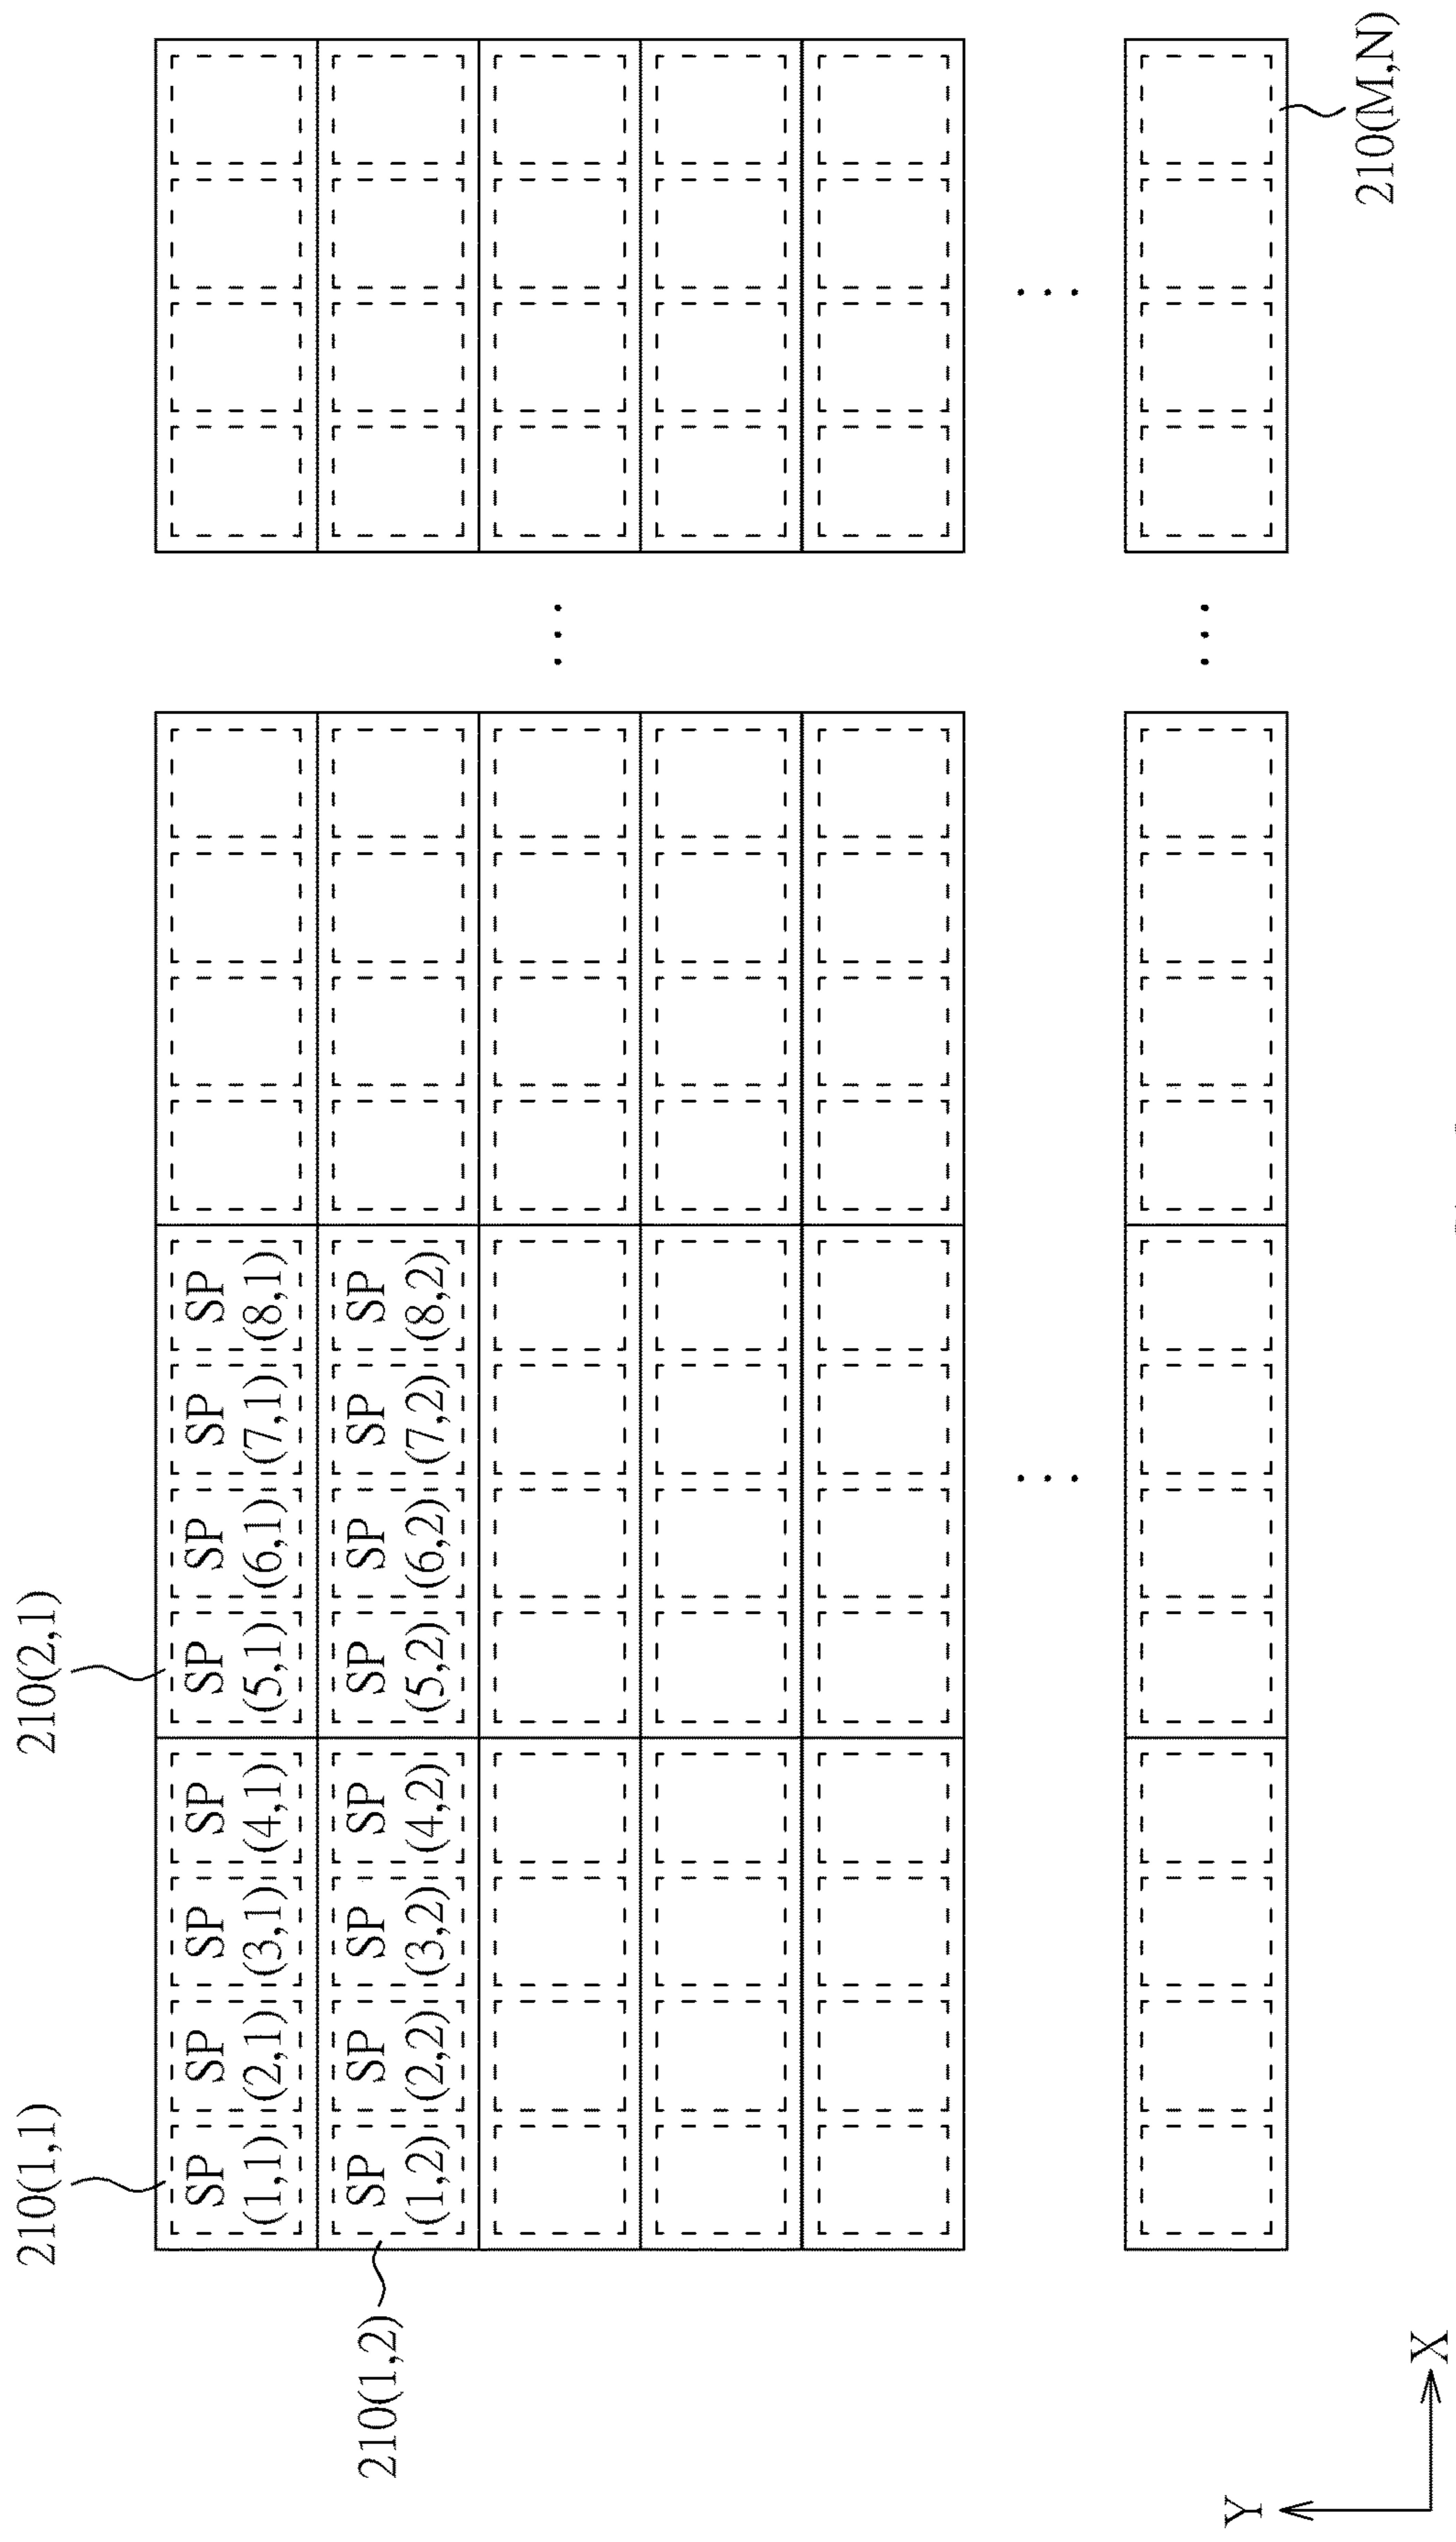 210(1,1)
210(2,1)
SP SP SP SP SP SP SP SP
(1,1) (2,1) (3,1) (4,1) (5,1) (6,1) (7,1) (8,1)
210(1,2)
SP SP SP SP SP SP SP SP
(1,2) (2,2) (3,2) (4,2) (5,2) (6,2) (7,2) (8,2)
210(M,N)
Y
X